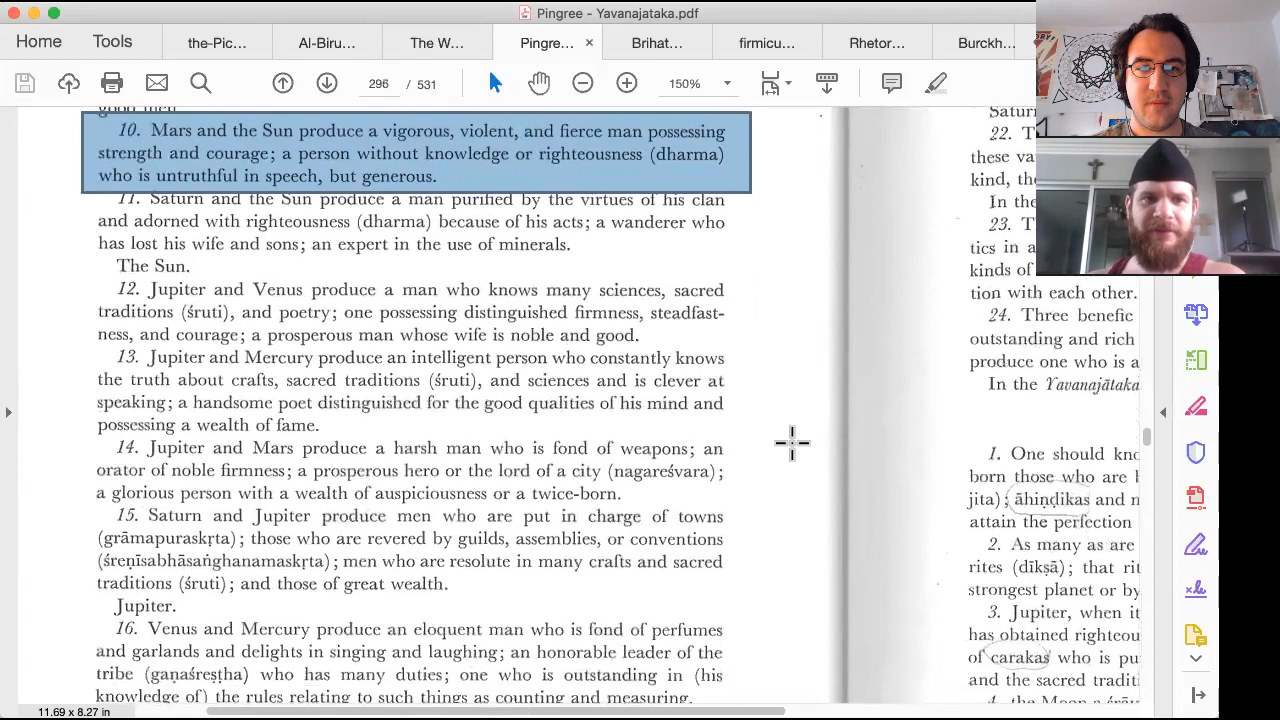 Pingree - Yavanajataka.pdf
Home Tools the-Pic... Al-Biru... The W... Pingree... × Brihat... firmicu... Rhetor... Burckh
296 / 531 150%
10. Mars and the Sun produce a vigorous, violent, and fierce man possessing
strength and courage; a person without knowledge or righteousness (dharma)
who is untruthful in speech, but generous.
11. Saturn and the Sun produce a man purified by the virtues of his clan
and adorned with righteousness (dharma) because of his acts; a wanderer who
has lost his wife and sons; an expert in the use of minerals.
The Sun.
12. Jupiter and Venus produce a man who knows many sciences, sacred
traditions (śruti), and poetry; one possessing distinguished firmness, steadfast-
ness, and courage; a prosperous man whose wife is noble and good.
13. Jupiter and Mercury produce an intelligent person who constantly knows
the truth about crafts, sacred traditions (śruti), and sciences and is clever at
speaking; a handsome poet distinguished for the good qualities of his mind and
possessing a wealth of fame.
14. Jupiter and Mars produce a harsh man who is fond of weapons; an
orator of noble firmness; a prosperous hero or the lord of a city (nagareśvara);
a glorious person with a wealth of auspiciousness or a twice-born.
15. Saturn and Jupiter produce men who are put in charge of towns
(grāmapuraskṛta); those who are revered by guilds, assemblies, or conventions
(śreṇīsabhāsaṅghanamaskṛta); men who are resolute in many crafts and sacred
traditions (śruti); and those of great wealth.
Jupiter.
16. Venus and Mercury produce an eloquent man who is fond of perfumes
and garlands and delights in singing and laughing; an honorable leader of the
tribe (gaṇaśreṣṭha) who has many duties; one who is outstanding in (his
knowledge of) the rules relating to such things as counting and measuring.
Satur
22. T
these va
kind, the
In the
23. T
tics in a
kinds of
tion with each other.
24. Three benefic
outstanding and rich
produce one who is a
In the Yavanajātaka
1. One should kno
born those who are b
jita); āhiṇḍikas and n
attain the perfection
2. As many as are
rites (dīkṣā); that rit
strongest planet or by
3. Jupiter, when it
has obtained righteou
of carakas who is pu
and the sacred traditi
4. the Moon a śrāv
11.69 x 8.27 in